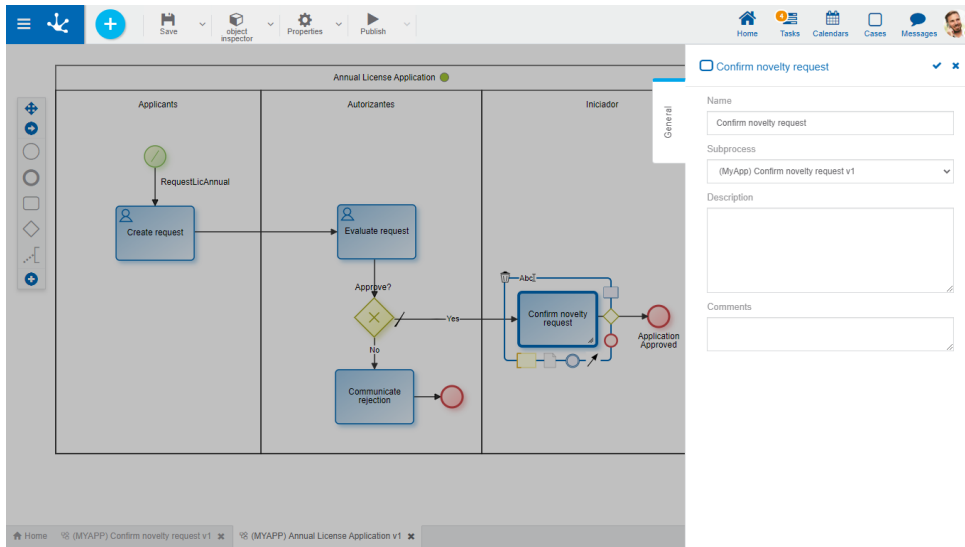 Save
object
inspector
Properties
Publish
Home
4
Tasks
Calendars
Cases
Messages
Annual License Application
Applicants
Autorizantes
Iniciador
RequestLicAnnual
Create request
Evaluate request
Approve?
Yes
No
Communicate
rejection
Abc
Confirm novelty
request
Application
Approved
General
Confirm novelty request
Name
Confirm novelty request
Subprocess
(MyApp) Confirm novelty request v1
Description
Comments
Home
(MYAPP) Confirm novelty request v1
(MYAPP) Annual License Application v1